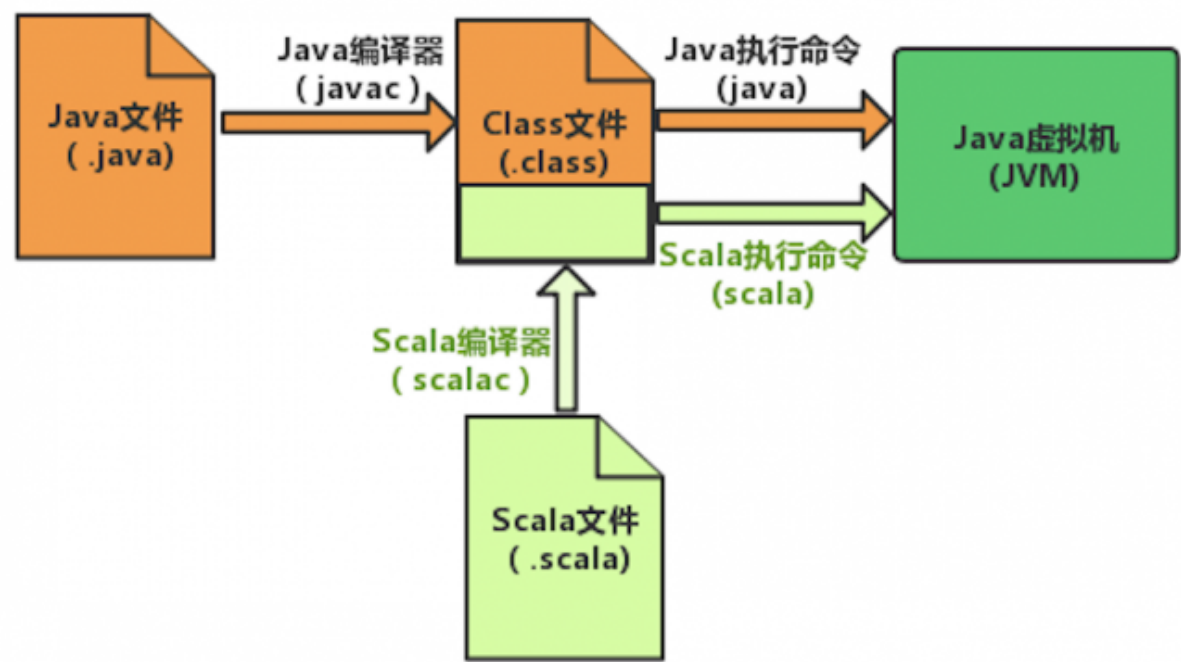 Java文件
( .java)
Java编译器
( javac )
Class文件
(.class)
Java执行命令
(java)
Java虚拟机
(JVM)
Scala执行命令
(scala)
Scala编译器
( scalac )
Scala文件
( .scala)